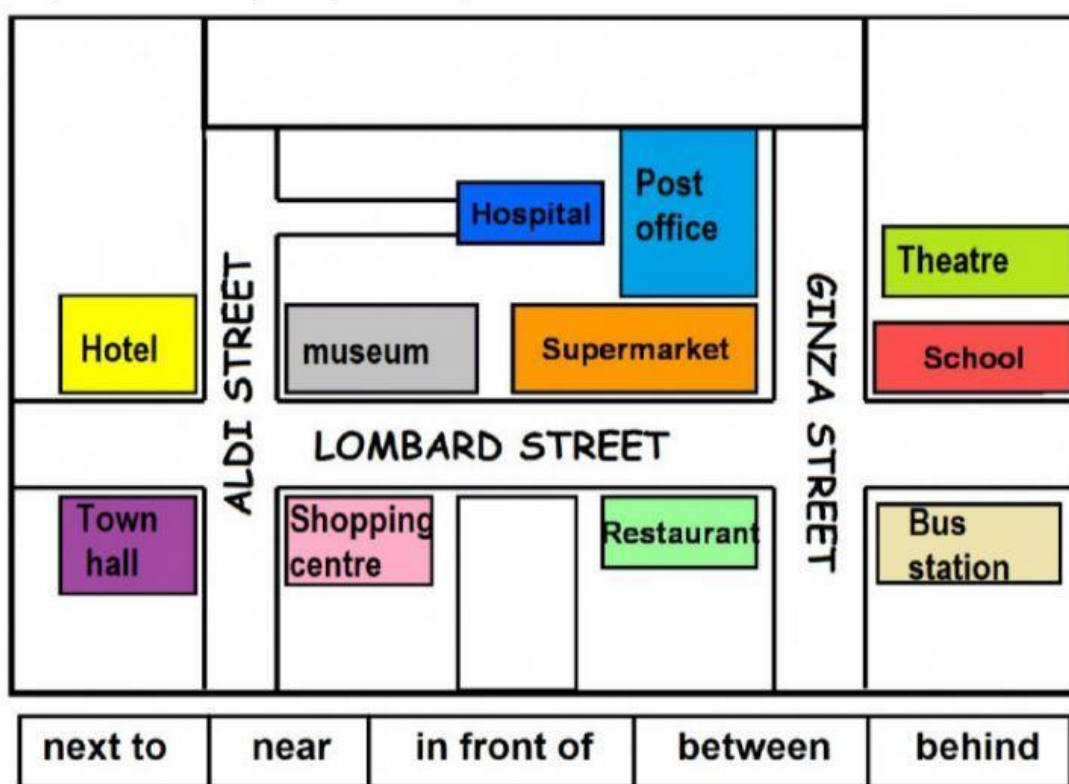 Post
office
Hospital
Theatre
Hotel
museum
Supermarket
School
ALDI STREET
GINZA STREET
LOMBARD STREET
Town
hall
Shopping
centre
Restaurant
Bus
station
next to
near
in front of
between
behind